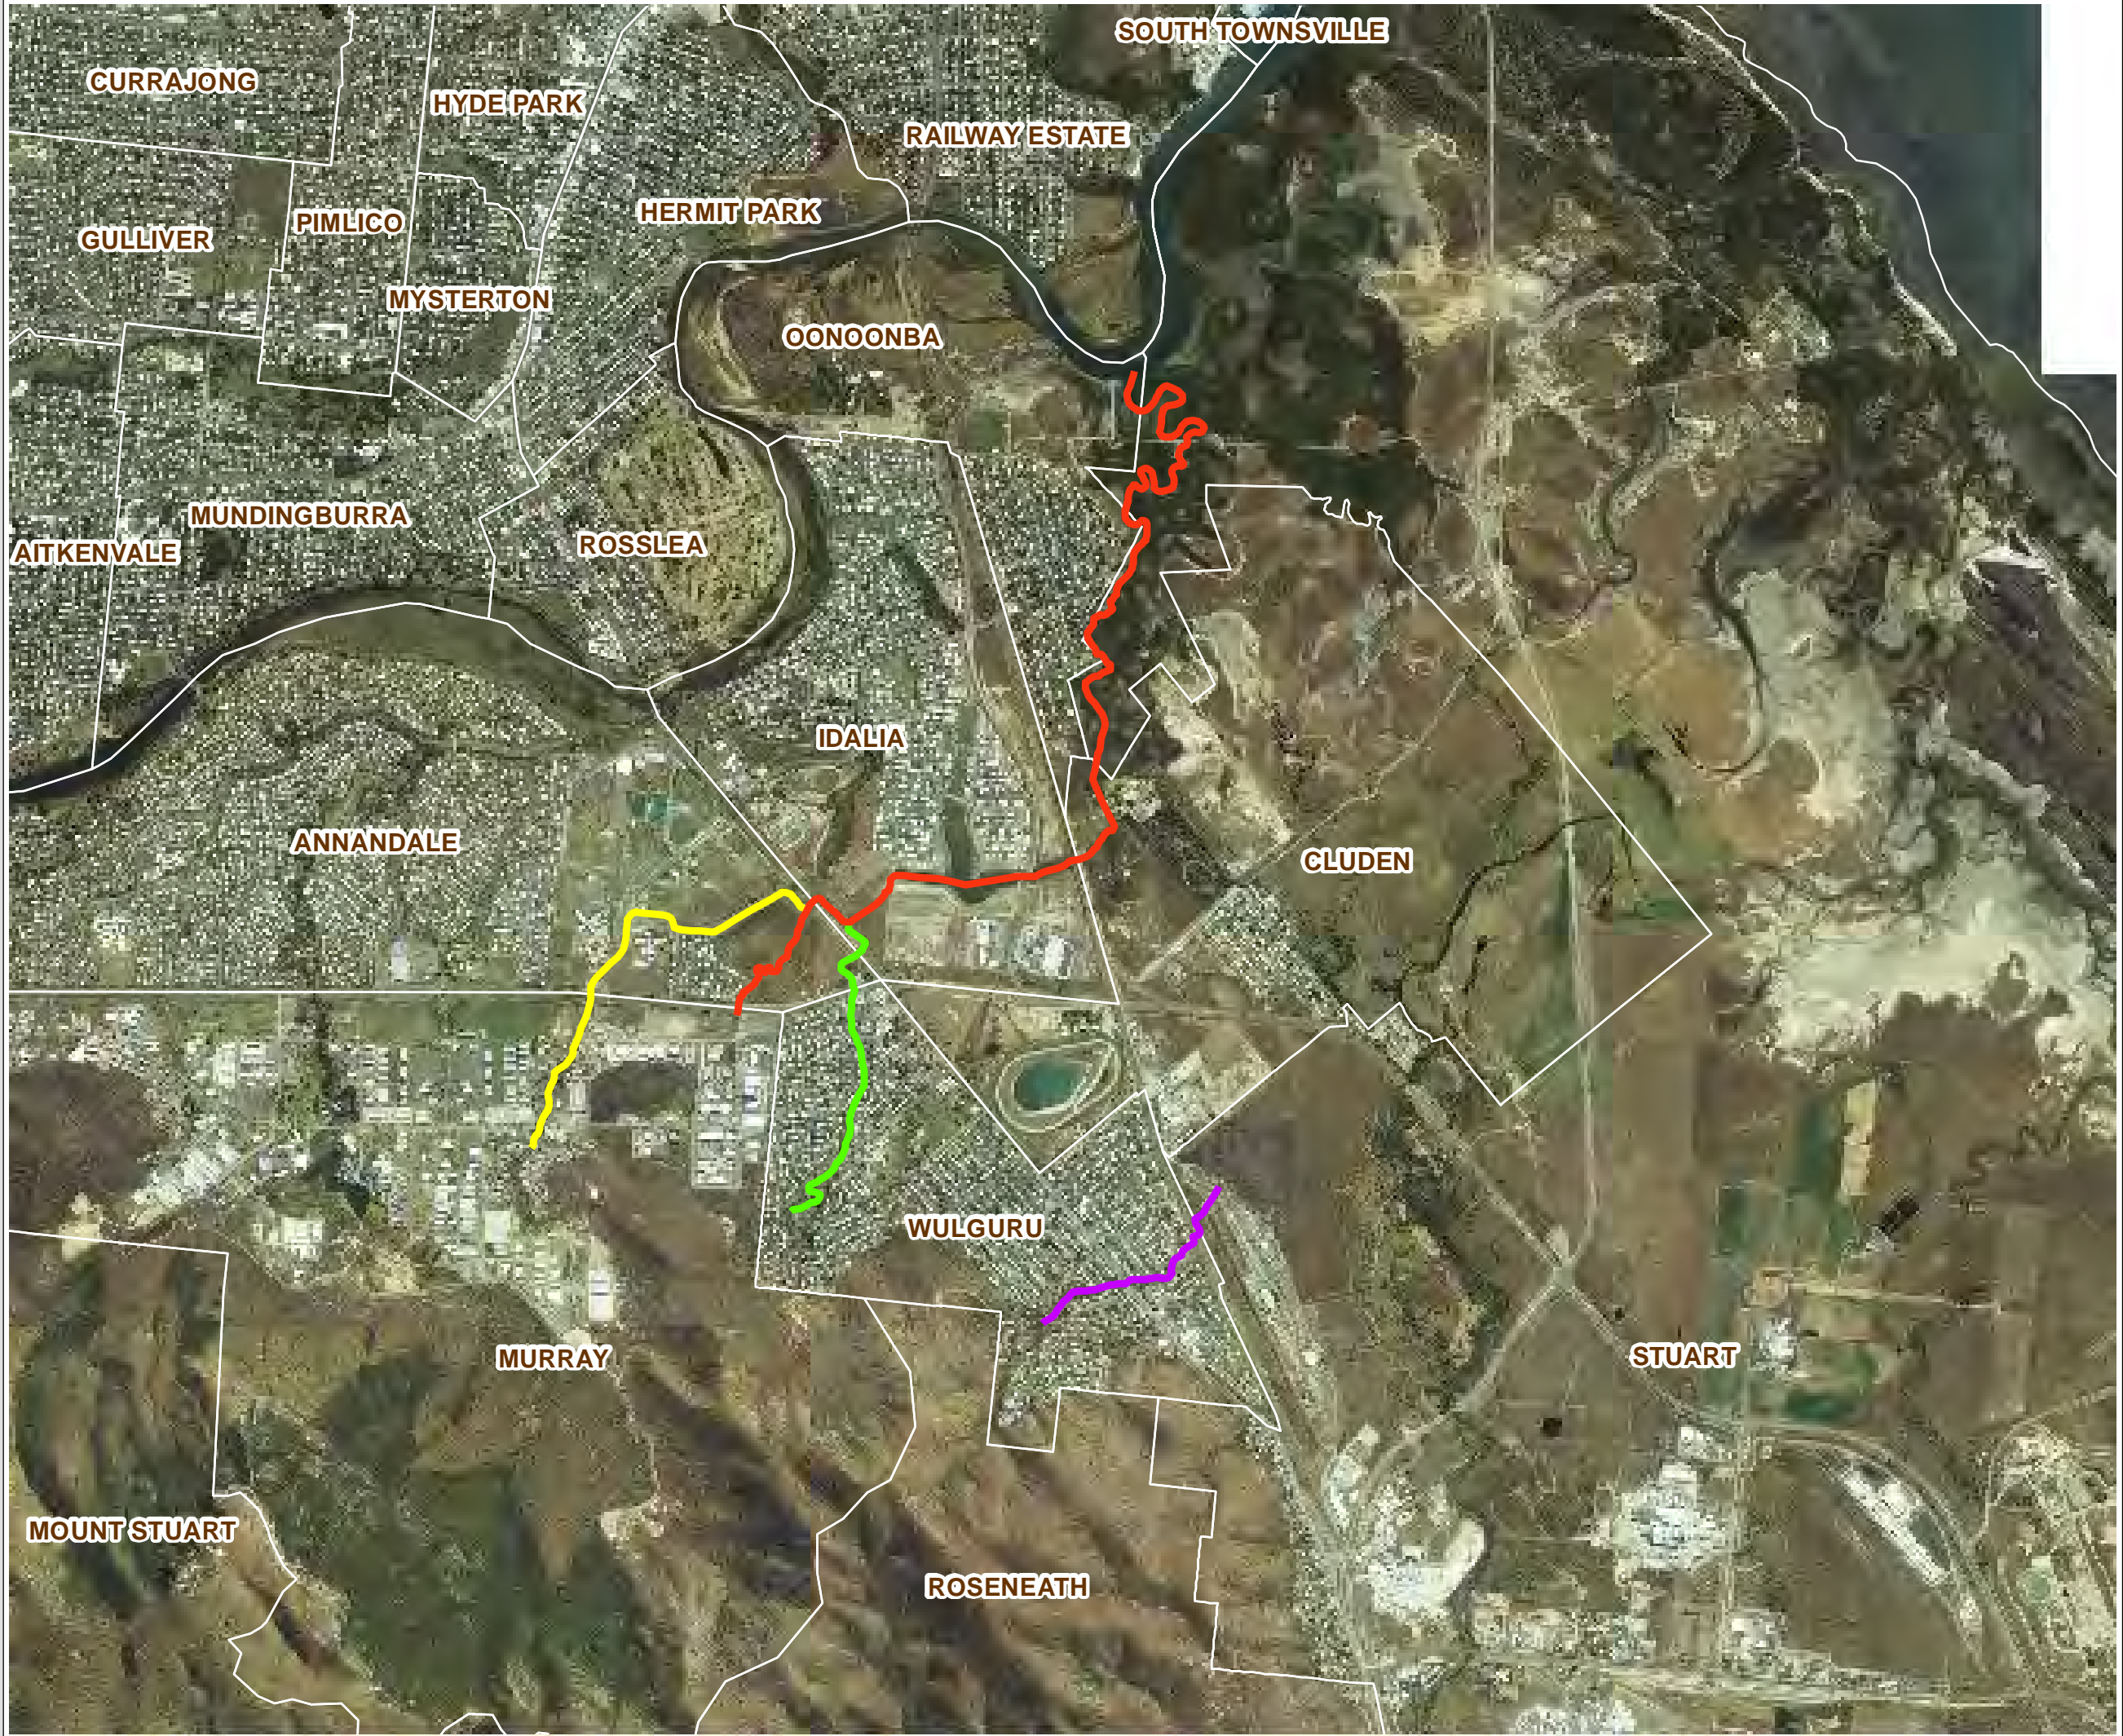 SOUTH TOWNSVILLE
CURRAJONG
HYDE PARK
RAILWAY ESTATE
HERMIT PARK
PIMLICO
GULLIVER
MYSTERTON
OONOONBA
MUNDINGBURRA
ROSSLEA
AITKENVALE
IDALIA
ANNANDALE
CLUDEN
WULGURU
MURRAY
STUART
MOUNT STUART
ROSENEATH